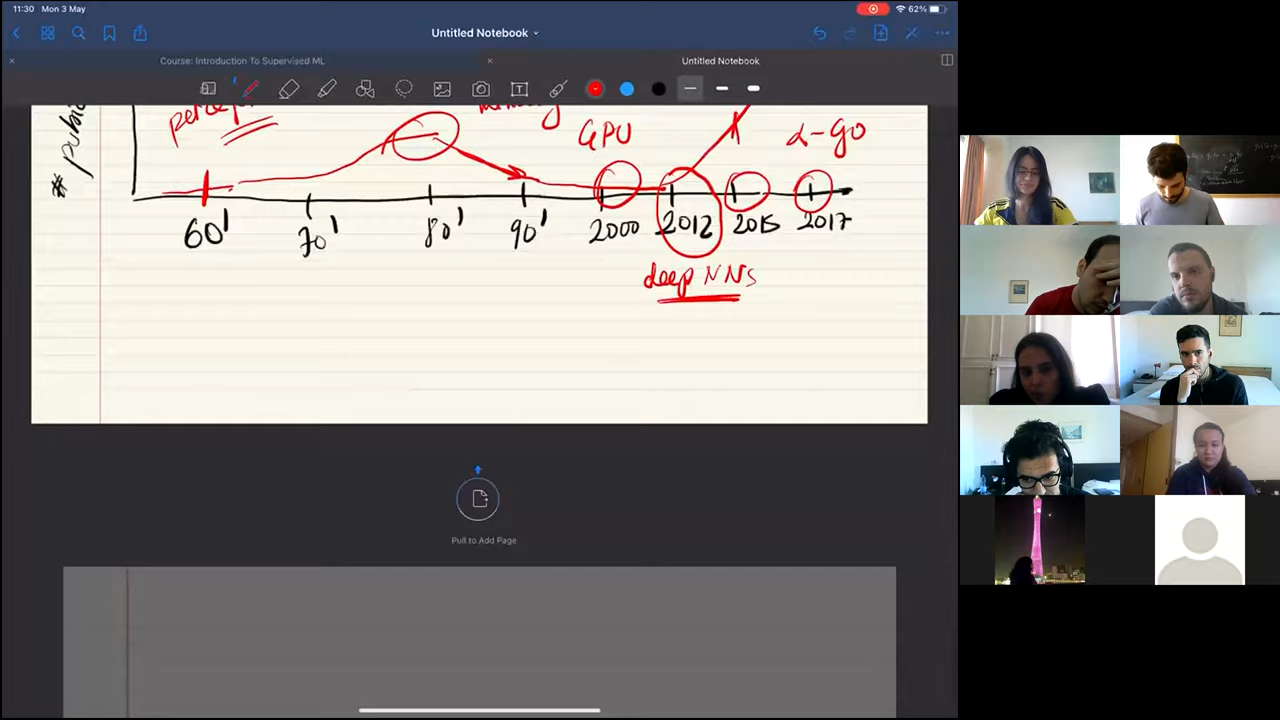 11:30 Mon 3 May
62%
Untitled Notebook
Course: Introduction To Supervised ML
Untitled Notebook
GPU
α-go
60'
70'
80'
90'
2000
2012
2015
2017
deep NNs
Pull to Add Page